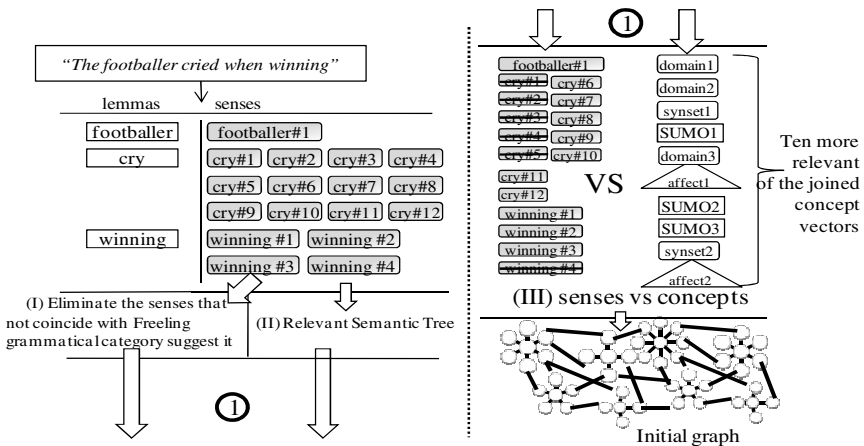 “The footballer cried when winning”
lemmas senses
footballer footballer#1
cry cry#1 cry#2 cry#3 cry#4
cry#5 cry#6 cry#7 cry#8
cry#9 cry#10 cry#11 cry#12
winning winning #1 winning #2
winning #3 winning #4
(I) Eliminate the senses that
not coincide with Freeling
grammatical category suggest it
(II) Relevant Semantic Tree
1
1
footballer#1
cry#1 cry#6
cry#2 cry#7
cry#3 cry#8
cry#4 cry#9
cry#5 cry#10
cry#11
cry#12
winning #1
winning #2
winning #3
winning #4
VS
domain1
domain2
synset1
SUMO1
domain3
affect1
SUMO2
SUMO3
synset2
affect2
Ten more
relevant
of the joined
concept
vectors
(III) senses vs concepts
Initial graph